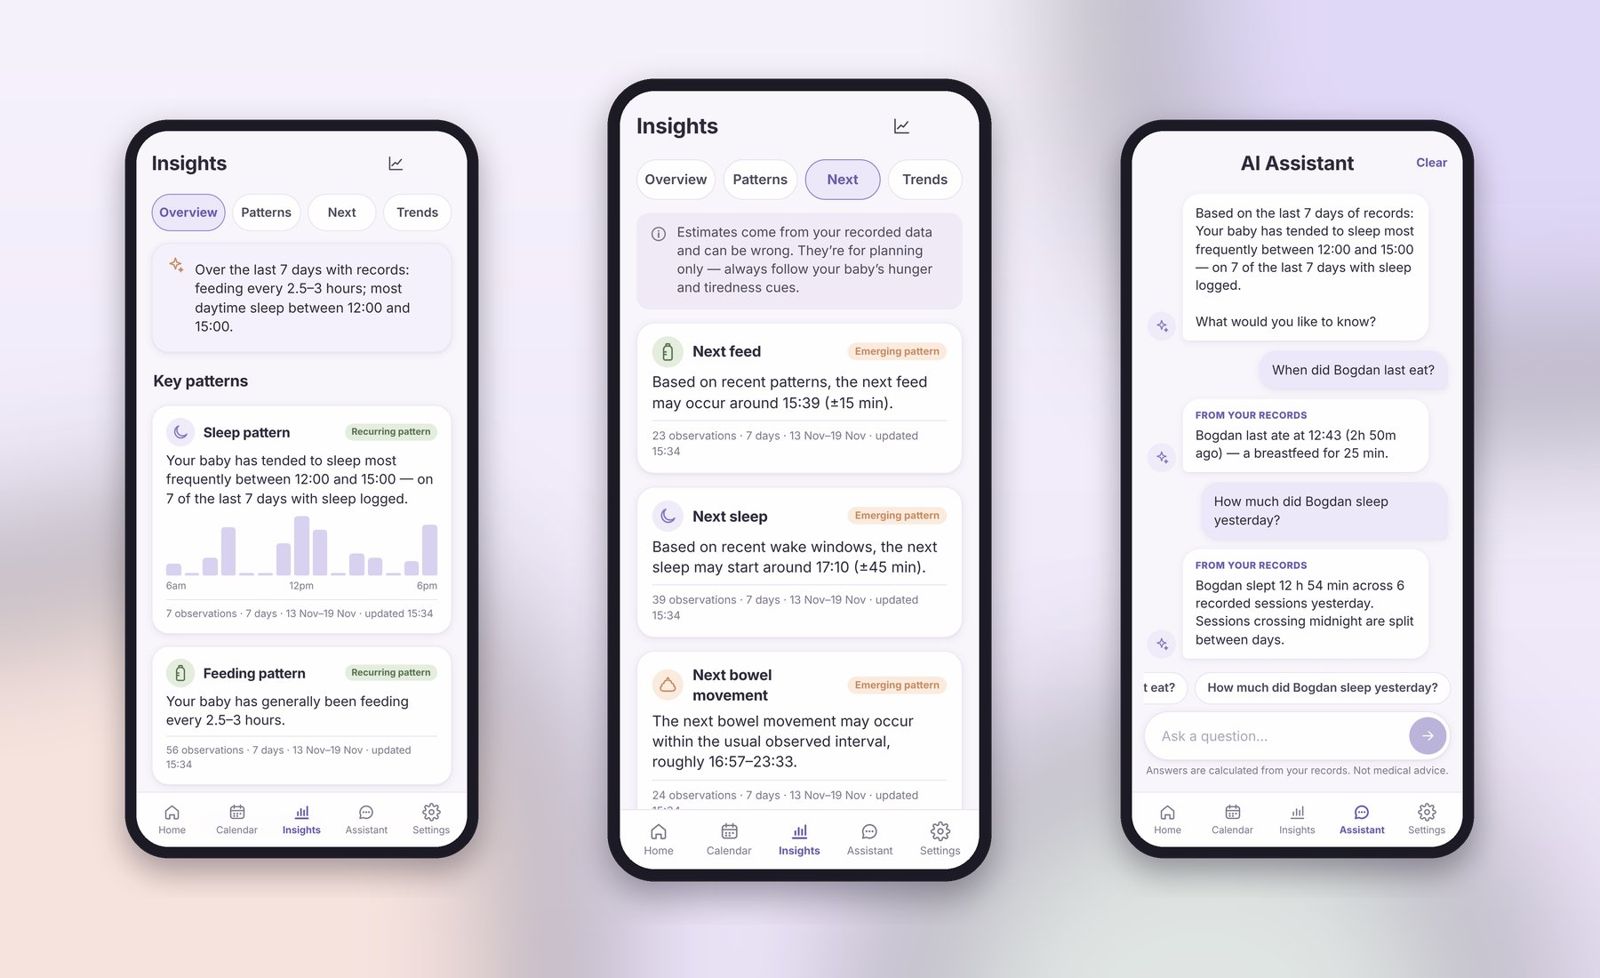 Insights
Overview
Patterns
Next
Trends
Over the last 7 days with records:
feeding every 2.5–3 hours; most
daytime sleep between 12:00 and
15:00.
Key patterns
Sleep pattern
Recurring pattern
Your baby has tended to sleep most
frequently between 12:00 and 15:00 — on
7 of the last 7 days with sleep logged.
6am
12pm
6pm
7 observations · 7 days · 13 Nov–19 Nov · updated 15:34
Feeding pattern
Recurring pattern
Your baby has generally been feeding
every 2.5–3 hours.
56 observations · 7 days · 13 Nov–19 Nov · updated
15:34
Home
Calendar
Insights
Assistant
Settings
Insights
Overview
Patterns
Next
Trends
Estimates come from your recorded data
and can be wrong. They’re for planning
only — always follow your baby’s hunger
and tiredness cues.
Next feed
Emerging pattern
Based on recent patterns, the next feed
may occur around 15:39 (±15 min).
23 observations · 7 days · 13 Nov–19 Nov · updated
15:34
Next sleep
Emerging pattern
Based on recent wake windows, the next
sleep may start around 17:10 (±45 min).
39 observations · 7 days · 13 Nov–19 Nov · updated
15:34
Next bowel
movement
Emerging pattern
The next bowel movement may occur
within the usual observed interval,
roughly 16:57–23:33.
24 observations · 7 days · 13 Nov–19 Nov · updated
15:34
Home
Calendar
Insights
Assistant
Settings
AI Assistant
Clear
Based on the last 7 days of records:
Your baby has tended to sleep most
frequently between 12:00 and 15:00
— on 7 of the last 7 days with sleep
logged.
What would you like to know?
When did Bogdan last eat?
FROM YOUR RECORDS
Bogdan last ate at 12:43 (2h 50m
ago) — a breastfeed for 25 min.
How much did Bogdan sleep
yesterday?
FROM YOUR RECORDS
Bogdan slept 12 h 54 min across 6
recorded sessions yesterday.
Sessions crossing midnight are split
between days.
t eat?
How much did Bogdan sleep yesterday?
Ask a question...
Answers are calculated from your records. Not medical advice.
Home
Calendar
Insights
Assistant
Settings